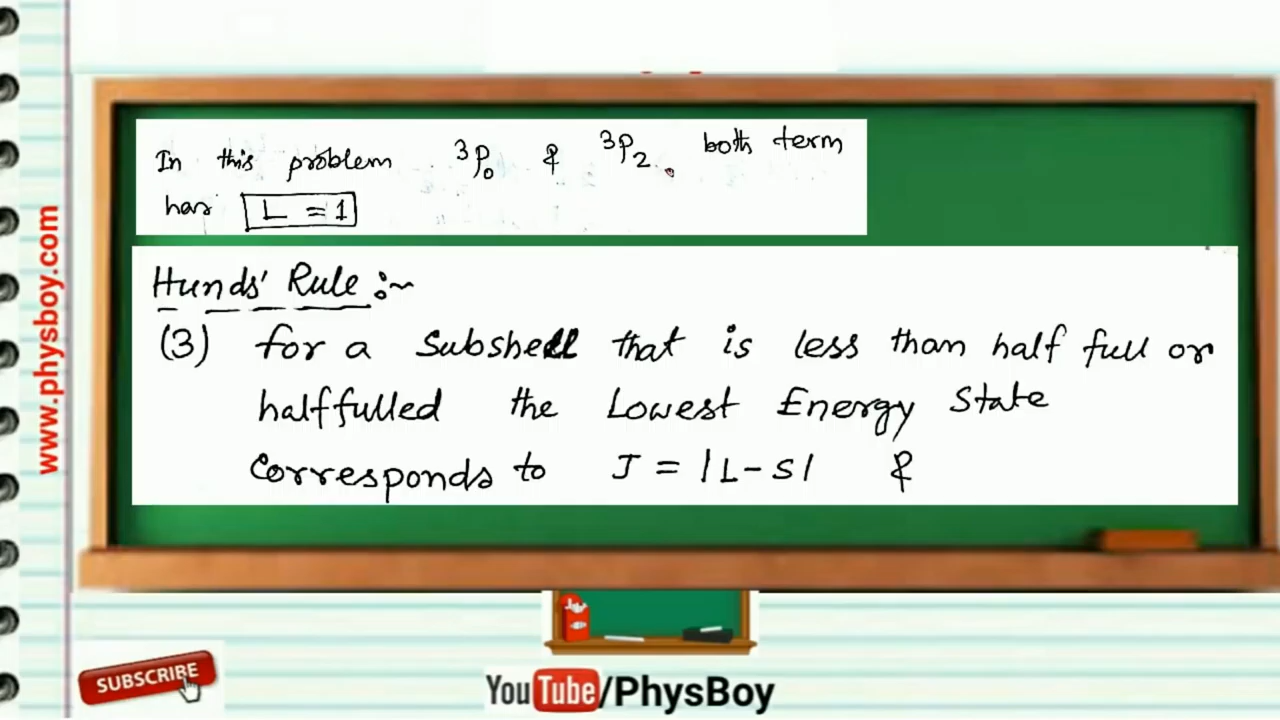 In this problem ³P₀ & ³P₂. both term
has L = 1
Hunds' Rule :~
(3) for a Subshell that is less than half full or
halffulled the Lowest Energy State
Corresponds to J = |L-S| &
www.physboy.com
SUBSCRIBE
YouTube/PhysBoy